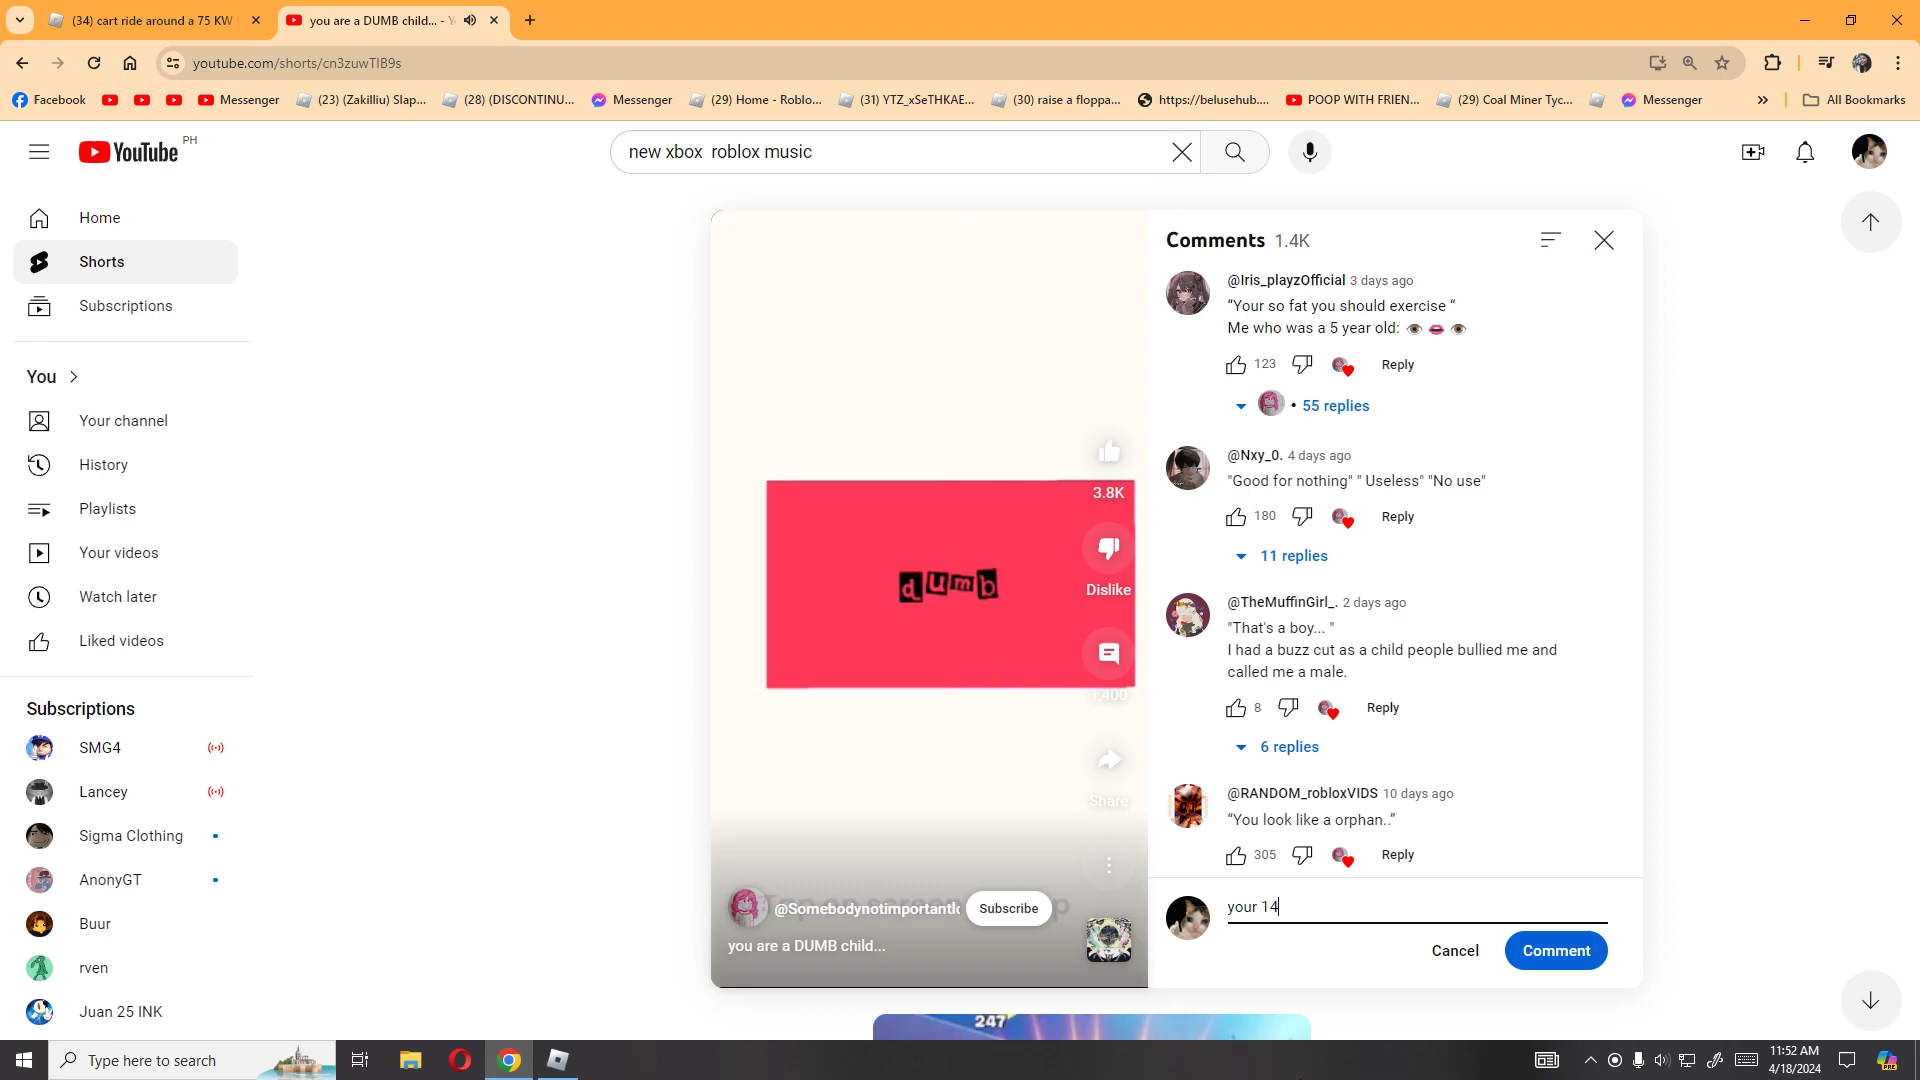 (34) cart ride around a 75 KW
you are a DUMB child... - Y
youtube.com/shorts/cn3zuwTIB9s
Facebook
Messenger
(23) (Zakilliu) Slap...
(28) (DISCONTINU...
Messenger
(29) Home - Roblo...
(31) YTZ_xSeTHKAE...
(30) raise a floppa...
https://belusehub....
POOP WITH FRIEN...
(29) Coal Miner Tyc...
Messenger
All Bookmarks
YouTube PH
new xbox  roblox music
Home
Shorts
Subscriptions
You
Your channel
History
Playlists
Your videos
Watch later
Liked videos
Subscriptions
SMG4
Lancey
Sigma Clothing
AnonyGT
Buur
rven
Juan 25 INK
dumb
3.8K
Dislike
1,400
Share
@Somebodynotimportantlo
Subscribe
you are a DUMB child...
Comments 1.4K
@Iris_playzOfficial 3 days ago
“Your so fat you should exercise “
Me who was a 5 year old: 👁️ 👄 👁️
123
Reply
• 55 replies
@Nxy_0. 4 days ago
"Good for nothing" " Useless" "No use"
180
Reply
11 replies
@TheMuffinGirl_. 2 days ago
"That's a boy... "
I had a buzz cut as a child people bullied me and
called me a male.
8
Reply
6 replies
@RANDOM_robloxVIDS 10 days ago
“You look like a orphan..”
305
Reply
your 14
Cancel
Comment
247
Type here to search
11:52 AM
4/18/2024